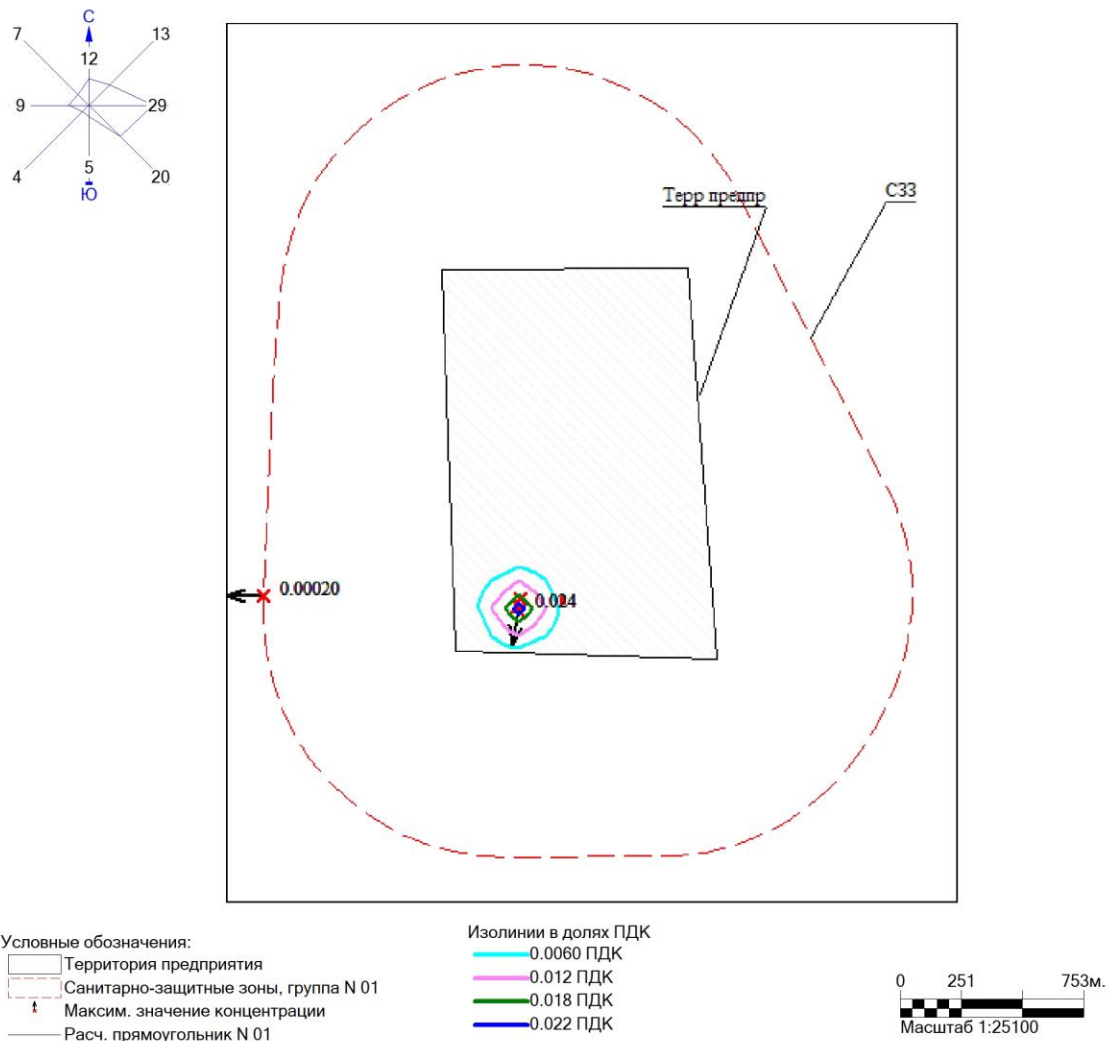 С
7
13
12
9
29
4
5
20
Ю
Терр предпр
СЗЗ
0.00020
Условные обозначения:
Территория предприятия
Санитарно-защитные зоны, группа N 01
Максим. значение концентрации
Расч. прямоугольник N 01
Изолинии в долях ПДК
0.0060 ПДК
0.012 ПДК
0.018 ПДК
0.022 ПДК
0 251 753м.
Масштаб 1:25100